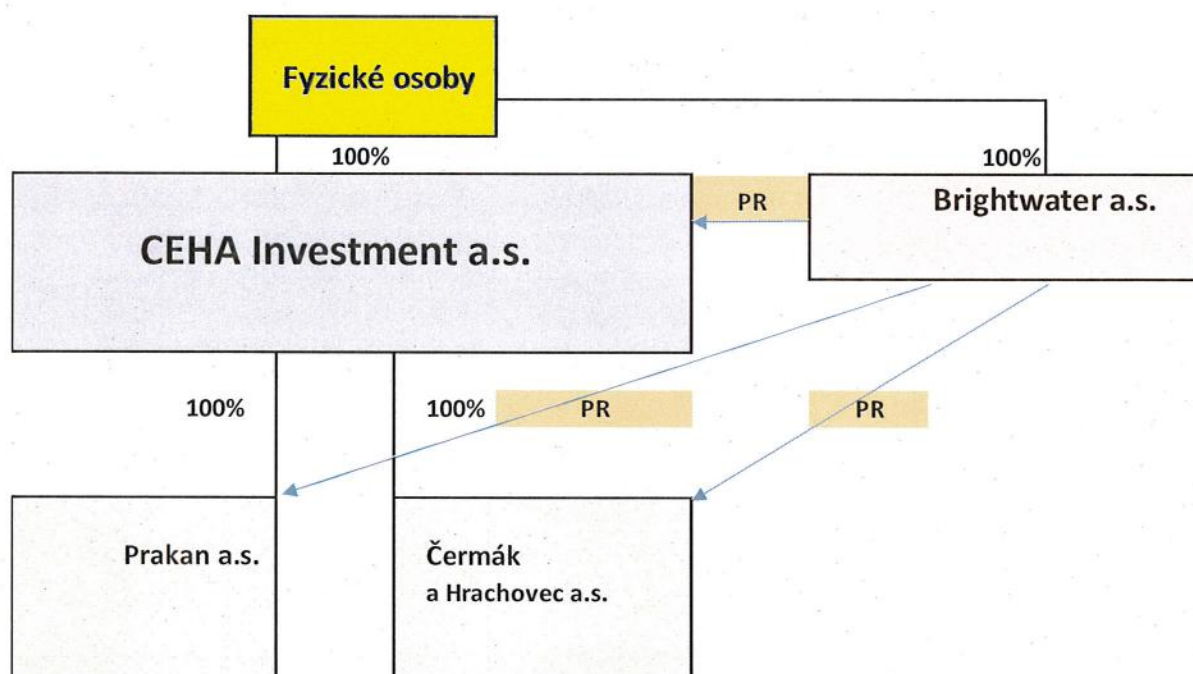 Fyzické osoby
100%
100%
CEHA Investment a.s.
PR
Brightwater a.s.
100%
100%
PR
PR
Prakan a.s.
Čermák
a Hrachovec a.s.